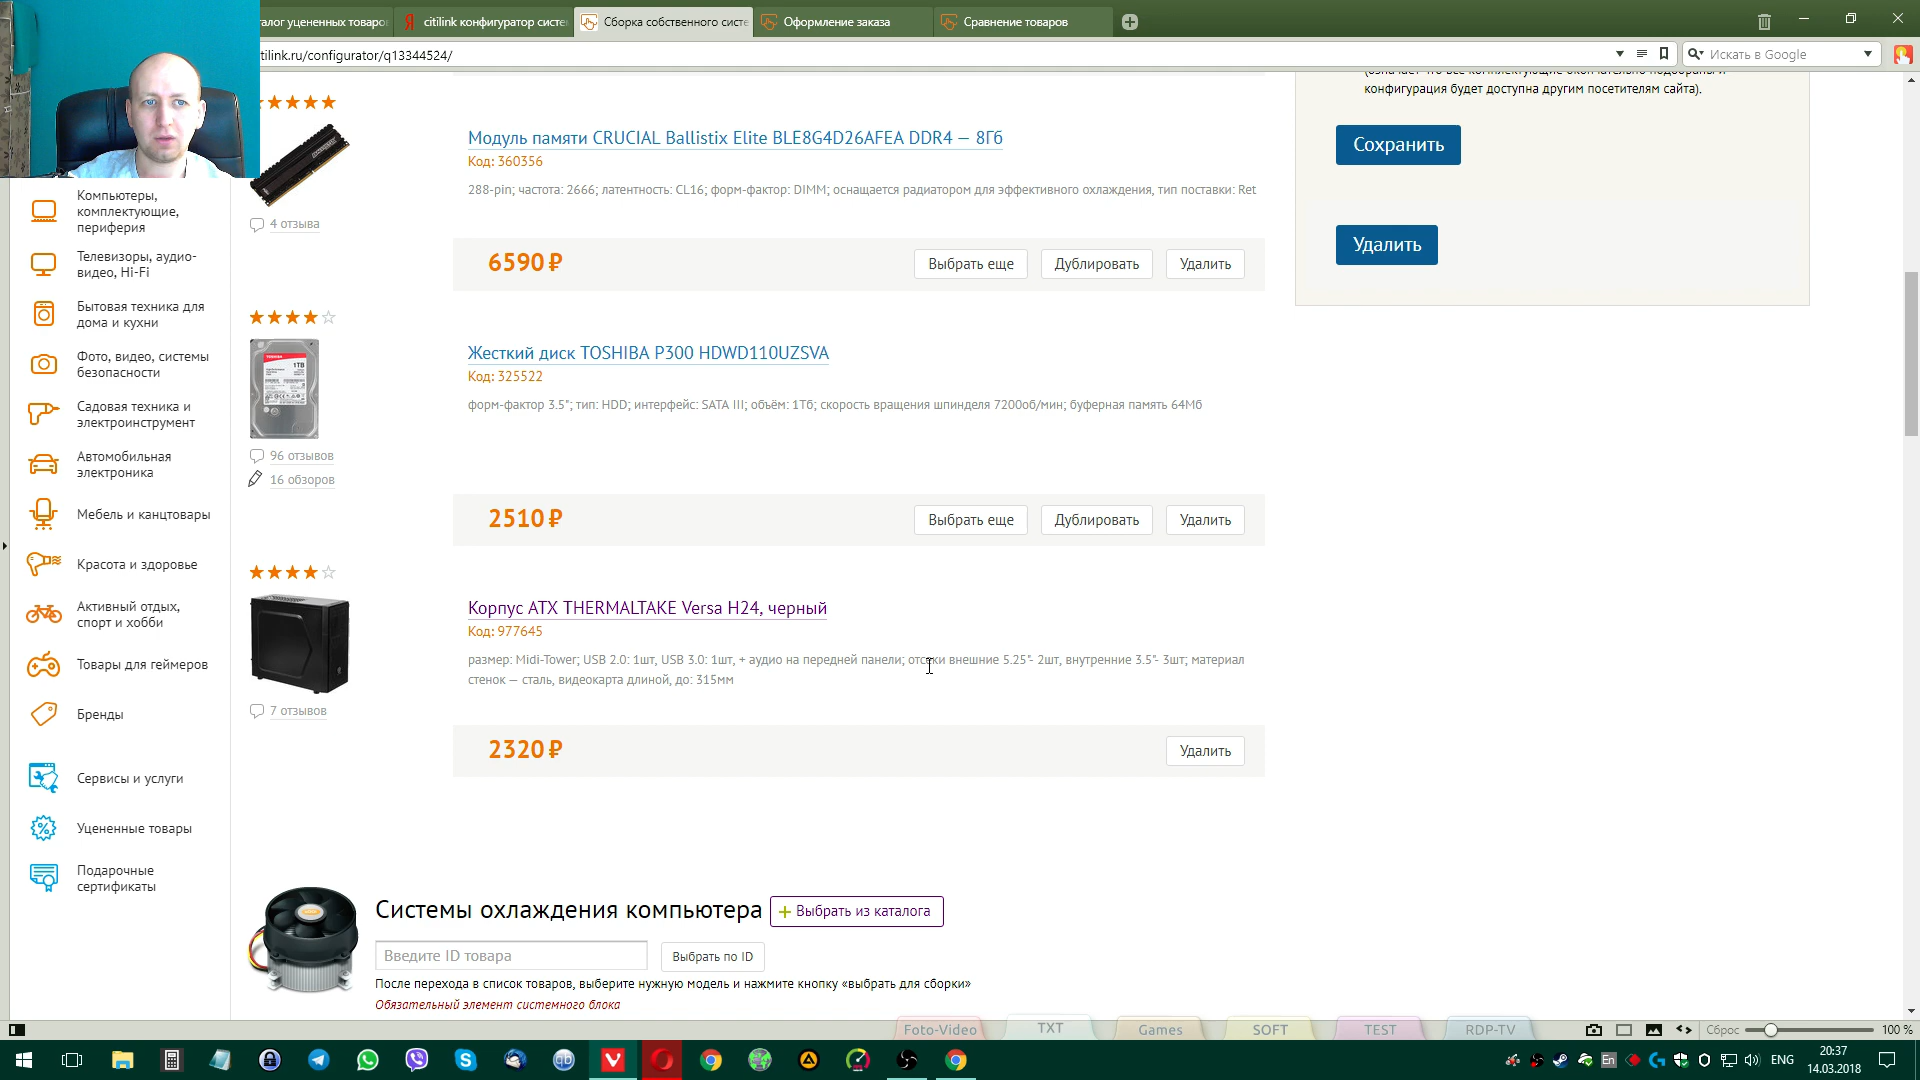 талог уцененных товаро
citilink конфигуратор систе
Сборка собственного систе
Оформление заказа
Сравнение товаров
tilink.ru/configurator/q13344524/
Искать в Google
конфигурация будет доступна другим посетителям сайта).
Сохранить
Удалить
Компьютеры,
комплектующие,
периферия
Телевизоры, аудио-
видео, Hi-Fi
Бытовая техника для
дома и кухни
Фото, видео, системы
безопасности
Садовая техника и
электроинструмент
Автомобильная
электроника
Мебель и канцтовары
Красота и здоровье
Активный отдых,
спорт и хобби
Товары для геймеров
Бренды
Сервисы и услуги
Уцененные товары
Подарочные
сертификаты
Модуль памяти CRUCIAL Ballistix Elite BLE8G4D26AFEA DDR4 — 8Гб
Код: 360356
288-pin; частота: 2666; латентность: CL16; форм-фактор: DIMM; оснащается радиатором для эффективного охлаждения, тип поставки: Ret
4 отзыва
6590 ₽
Выбрать еще
Дублировать
Удалить
Жесткий диск TOSHIBA P300 HDWD110UZSVA
Код: 325522
форм-фактор 3.5"; тип: HDD; интерфейс: SATA III; объём: 1Тб; скорость вращения шпинделя 7200об/мин; буферная память 64Мб
TOSHIBA
1TB
96 отзывов
16 обзоров
2510 ₽
Выбрать еще
Дублировать
Удалить
Корпус ATX THERMALTAKE Versa H24, черный
Код: 977645
размер: Midi-Tower; USB 2.0: 1шт, USB 3.0: 1шт, + аудио на передней панели; отсеки внешние 5.25"- 2шт, внутренние 3.5"- 3шт; материал
стенок — сталь, видеокарта длиной, до: 315мм
7 отзывов
2320 ₽
Удалить
Системы охлаждения компьютера
+ Выбрать из каталога
Введите ID товара
Выбрать по ID
После перехода в список товаров, выберите нужную модель и нажмите кнопку «выбрать для сборки»
Обязательный элемент системного блока
Foto-Video
TXT
Games
SOFT
TEST
RDP-TV
Сброс
100 %
En
ENG
20:37
14.03.2018